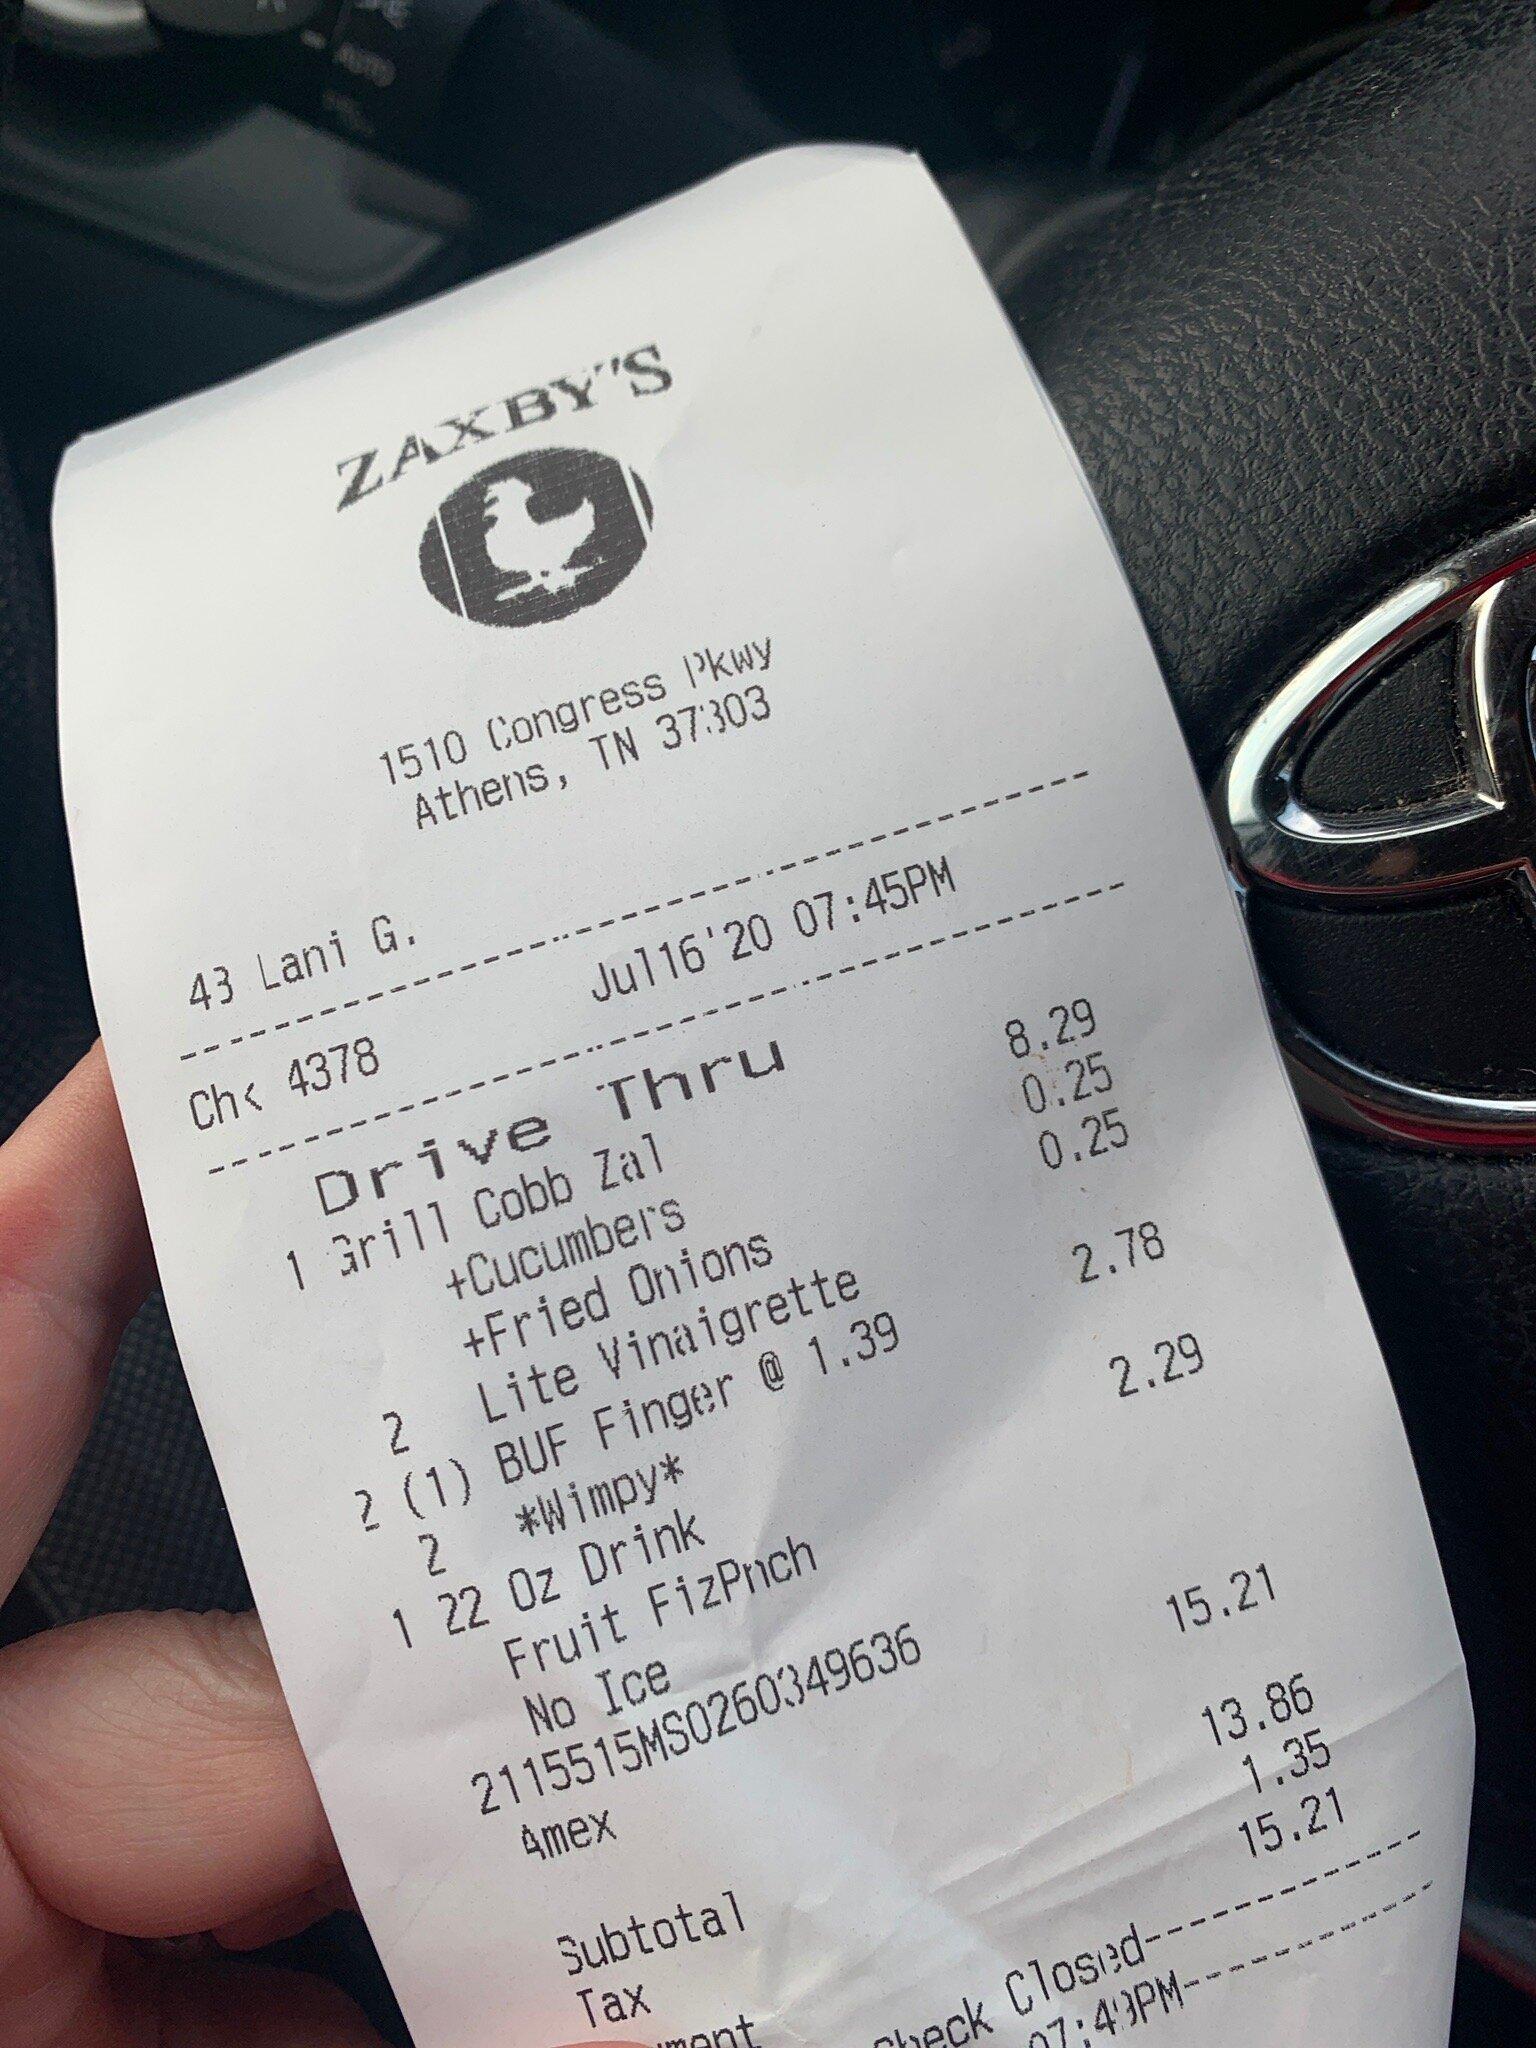 AUTO
ZAXBY'S
1510 Congress Pkwy
Athens, TN 37303
43 Lani G.
Chk 4378 Jul16'20 07:45PM
Drive Thru
1 Grill Cobb Zal 8.29
+Cucumbers 0.25
+Fried Onions 0.25
2 Lite Vinaigrette
2 (1) BUF Finger @ 1.39 2.78
2 *Wimpy*
1 22 Oz Drink 2.29
Fruit FizPnch
No Ice
2115515MS0260349636
Amex 15.21
Subtotal 13.86
Tax 1.35
15.21
Check Closed